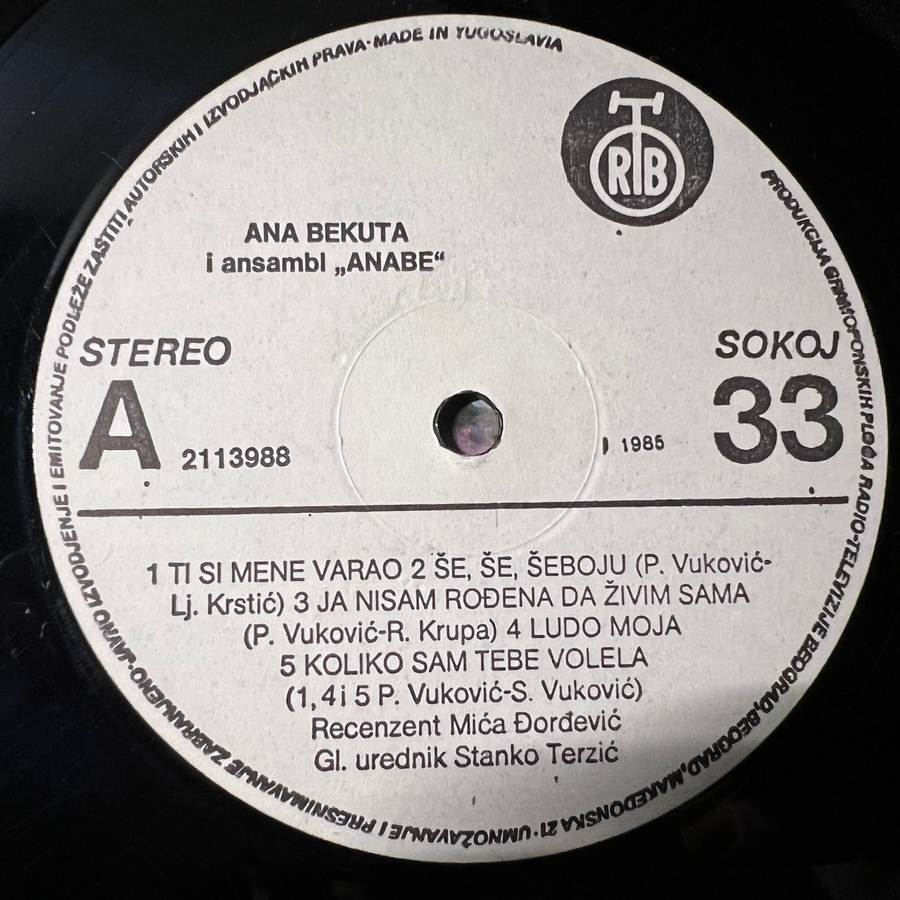 JAVNO IZVODJENJE I EMITOVANJE PODLEŽE ZAŠTITI AUTORSKIH I IZVODJAČKIH PRAVA · MADE IN YUGOSLAVIA
RTB
PRODUKCIJA GRAMOFONSKIH PLOČA RADIO-TELEVIZIJE BEOGRAD, BEOGRAD, MAKEDONSKA 21 · UMNOŽAVANJE I PRESNIMAVANJE ZABRANJENO ·
ANA BEKUTA
i ansambl „ANABE“
STEREO
SOKOJ
A
2113988
1985
33
1 TI SI MENE VARAO 2 ŠE, ŠE, ŠEBOJU (P. Vuković-
Lj. Krstić) 3 JA NISAM ROĐENA DA ŽIVIM SAMA
(P. Vuković-R. Krupa) 4 LUDO MOJA
5 KOLIKO SAM TEBE VOLELA
(1, 4 i 5 P. Vuković-S. Vuković)
Recenzent Mića Đorđević
Gl. urednik Stanko Terzić